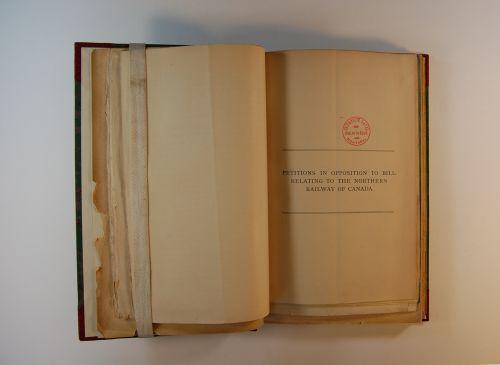 PETITIONS IN OPPOSITION TO BILL
RELATING TO THE NORTHERN
RAILWAY OF CANADA